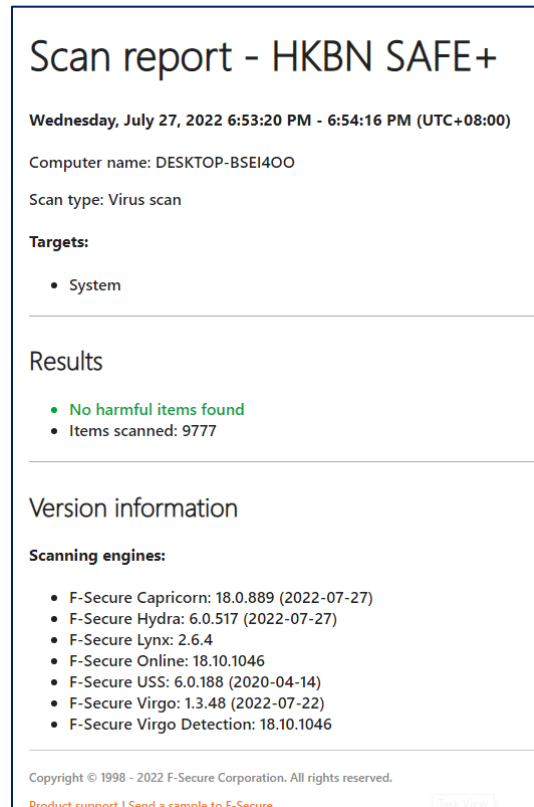 Scan report - HKBN SAFE+
Wednesday, July 27, 2022 6:53:20 PM - 6:54:16 PM (UTC+08:00)
Computer name: DESKTOP-BSEI4OO
Scan type: Virus scan
Targets:
• System
Results
• No harmful items found
• Items scanned: 9777
Version information
Scanning engines:
• F-Secure Capricorn: 18.0.889 (2022-07-27)
• F-Secure Hydra: 6.0.517 (2022-07-27)
• F-Secure Lynx: 2.6.4
• F-Secure Online: 18.10.1046
• F-Secure USS: 6.0.188 (2020-04-14)
• F-Secure Virgo: 1.3.48 (2022-07-22)
• F-Secure Virgo Detection: 18.10.1046
Copyright © 1998 - 2022 F-Secure Corporation. All rights reserved.
Product support | Send a sample to F-Secure
Task View